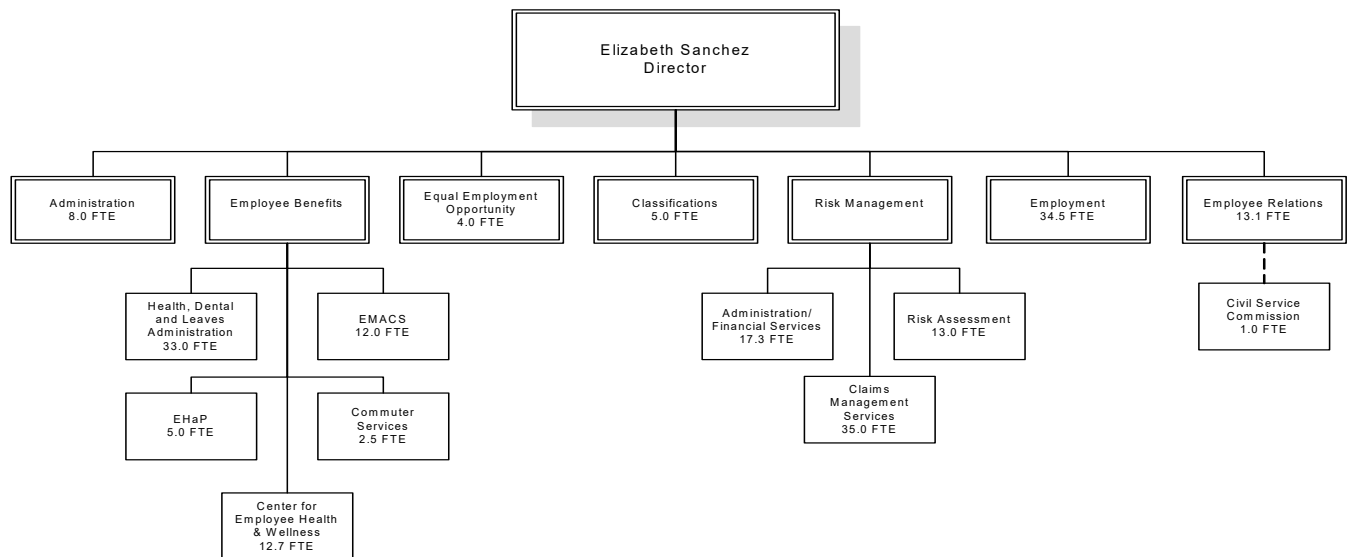 Elizabeth Sanchez
Director
Administration
8.0 FTE
Employee Benefits
Equal Employment
Opportunity
4.0 FTE
Classifications
5.0 FTE
Risk Management
Employment
34.5 FTE
Employee Relations
13.1 FTE
Health, Dental
and Leaves
Administration
33.0 FTE
EMACS
12.0 FTE
Administration/
Financial Services
17.3 FTE
Risk Assessment
13.0 FTE
Civil Service
Commission
1.0 FTE
EHaP
5.0 FTE
Commuter
Services
2.5 FTE
Claims
Management
Services
35.0 FTE
Center for
Employee Health
& Wellness
12.7 FTE